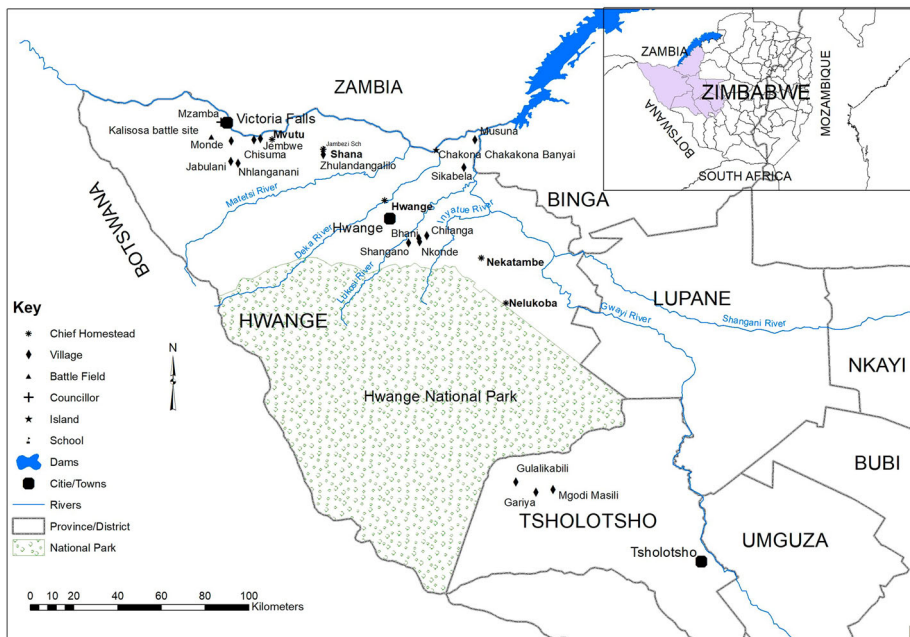 ZAMBIA
ZIMBABWE
MOZAMBIQUE
BOTSWANA
SOUTH AFRICA
ZAMBIA
Mzamba
Victoria Falls
Kalisosa battle site
Mvutu
Monde
Jembwe
Chisuma
Jabulani
Nhlanganani
Jambezi Sch
Shana
Zhulandangalilo
Musuna
Chakona Chakakona Banyai
Sikabela
Matetsi River
BOTSWANA
BINGA
Hwange
Hwange
Deka River
Lukosi River
Inyatue River
Bhani
Chifanga
Shangano
Nkonde
Nekatambe
Nelukoba
LUPANE
Gwayi River
Shangani River
HWANGE
NKAYI
Hwange National Park
BUBI
Gulalikabili
Gariya
Mgodi Masili
TSHOLOTSHO
UMGUZA
Tsholotsho
Key
Chief Homestead
Village
Battle Field
Councillor
Island
School
Dams
Citie/Towns
Rivers
Province/District
National Park
N
0 10 20 40 60 80 100
Kilometers